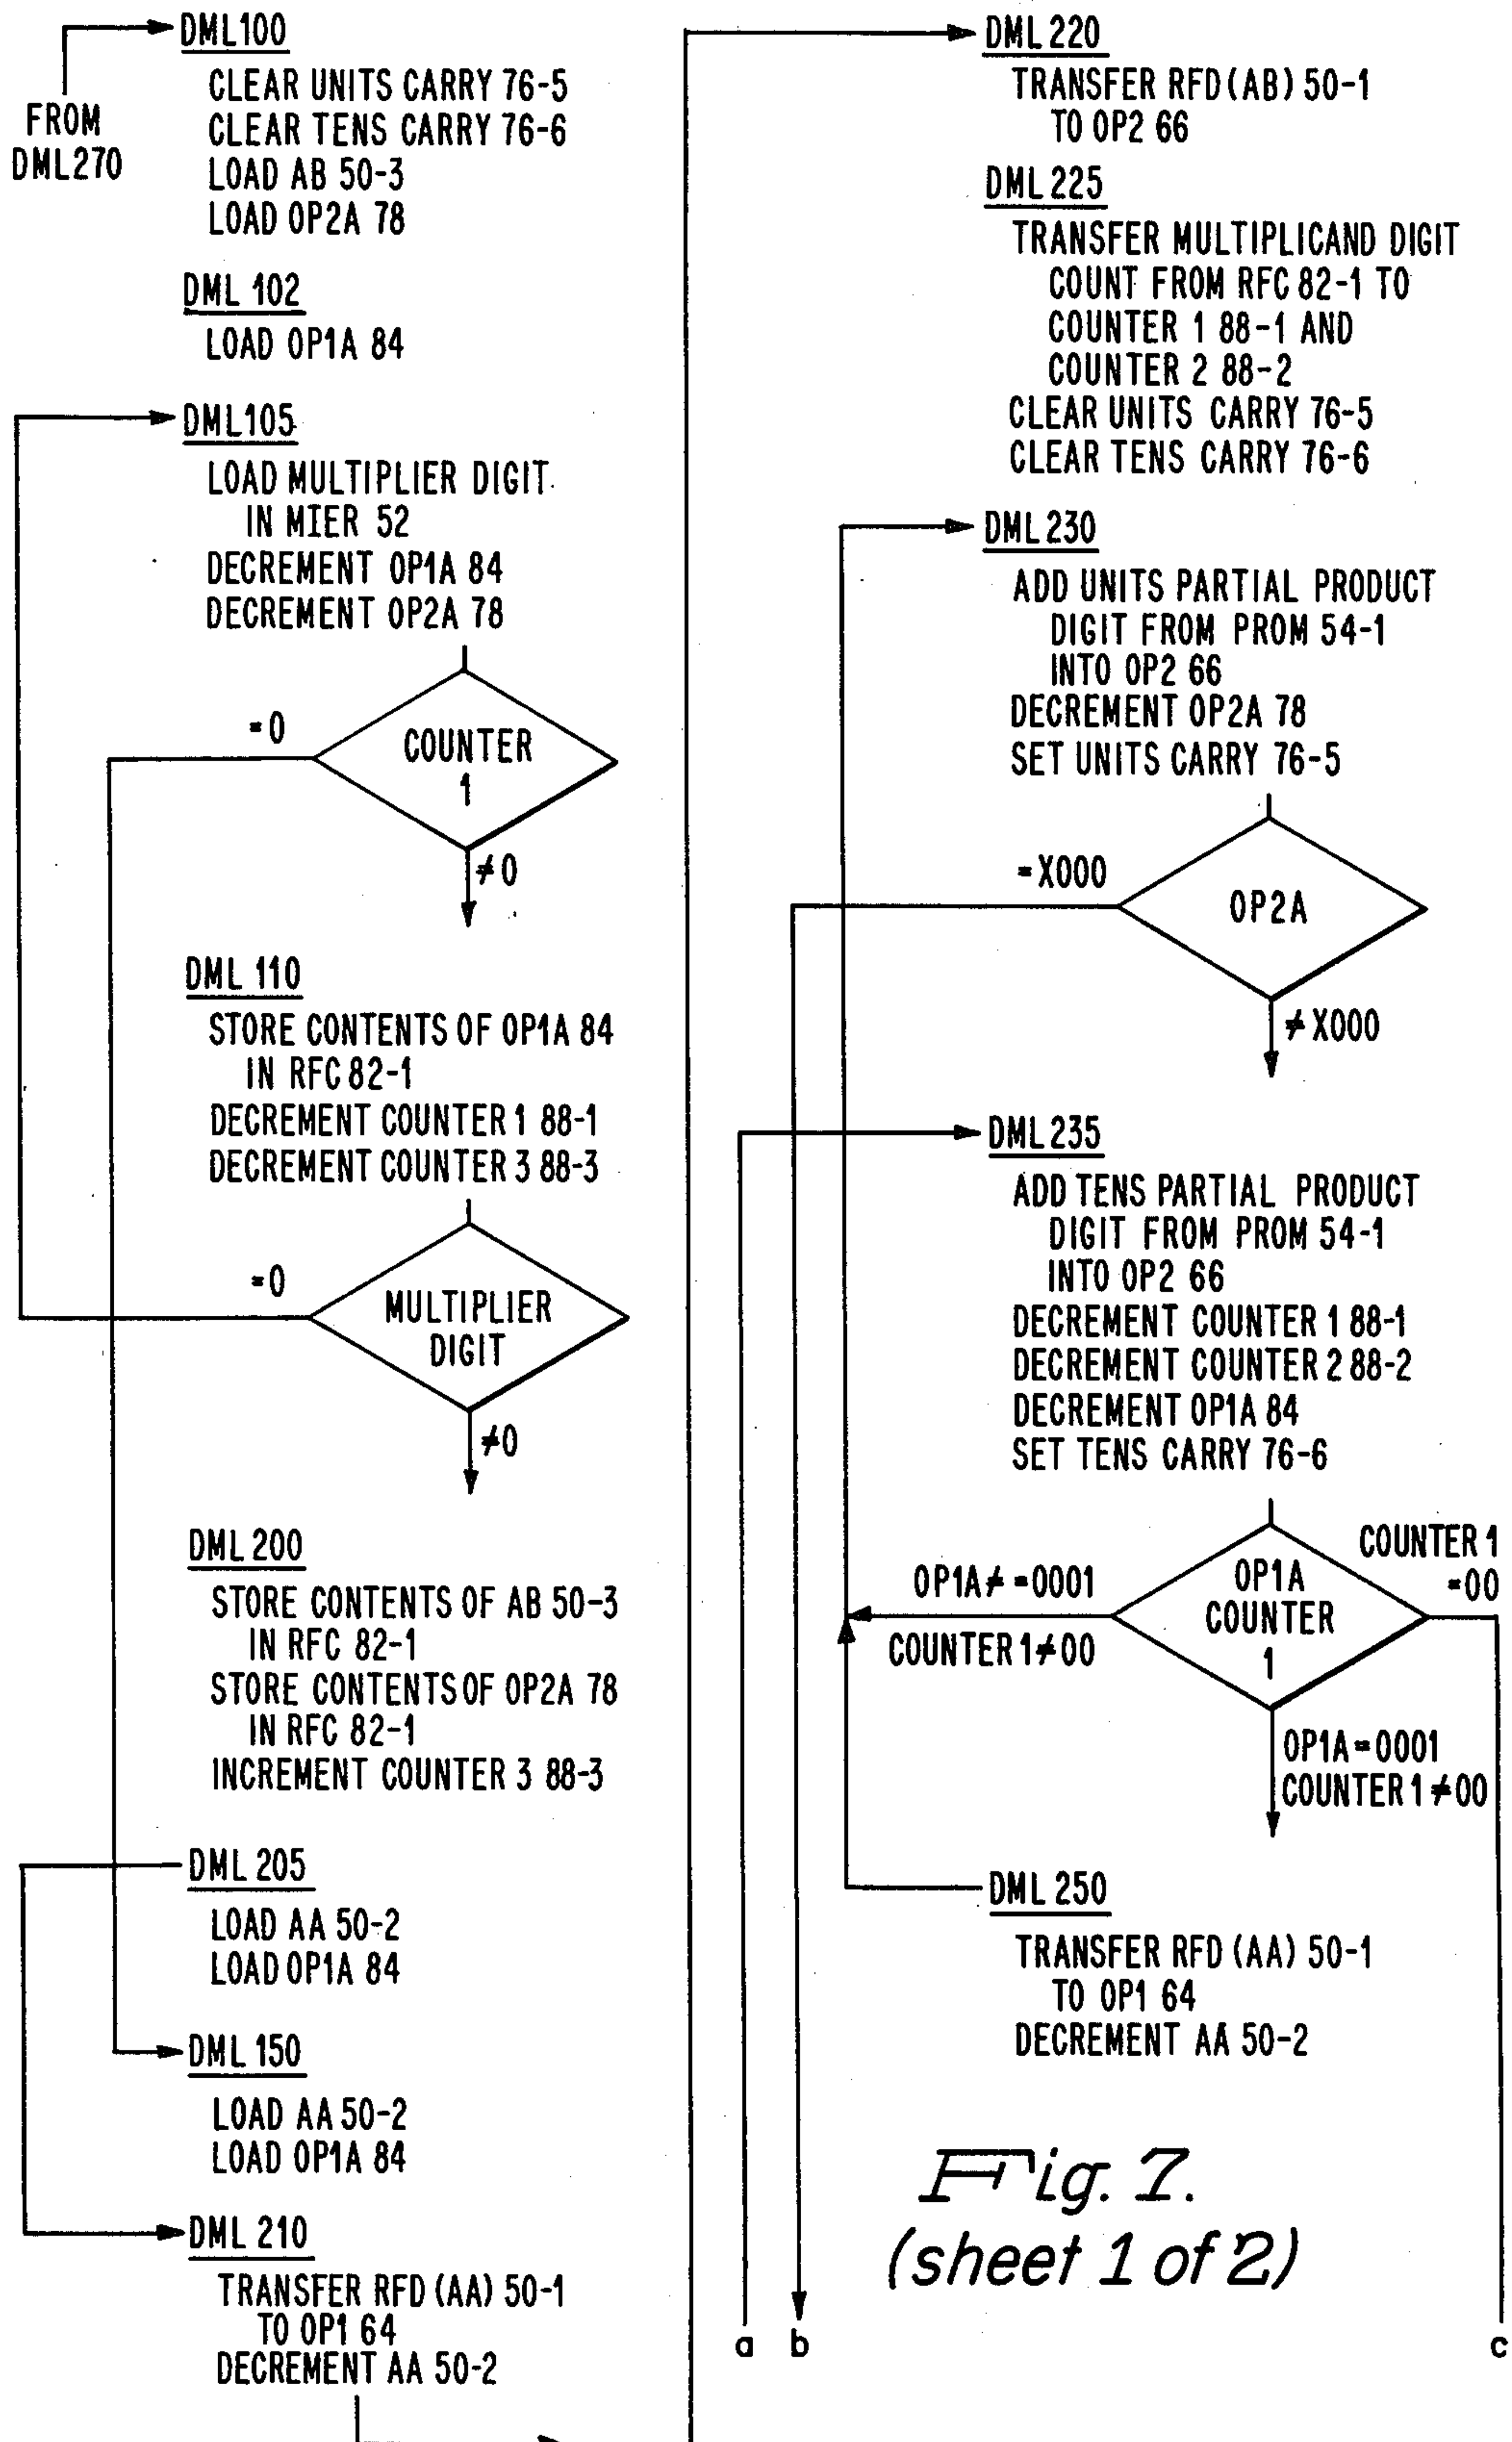 DML100
FROM
DML270
CLEAR UNITS CARRY 76-5
CLEAR TENS CARRY 76-6
LOAD AB 50-3
LOAD OP2A 78
DML 102
LOAD OP1A 84
DML105
LOAD MULTIPLIER DIGIT
IN MIER 52
DECREMENT OP1A 84
DECREMENT OP2A 78
=0
COUNTER
1
≠0
DML 110
STORE CONTENTS OF OP1A 84
IN RFC 82-1
DECREMENT COUNTER 1 88-1
DECREMENT COUNTER 3 88-3
=0
MULTIPLIER
DIGIT
≠0
DML 200
STORE CONTENTS OF AB 50-3
IN RFC 82-1
STORE CONTENTS OF OP2A 78
IN RFC 82-1
INCREMENT COUNTER 3 88-3
DML 205
LOAD AA 50-2
LOAD OP1A 84
DML 150
LOAD AA 50-2
LOAD OP1A 84
DML 210
TRANSFER RFD (AA) 50-1
TO OP1 64
DECREMENT AA 50-2
DML 220
TRANSFER RFD (AB) 50-1
TO OP2 66
DML 225
TRANSFER MULTIPLICAND DIGIT
COUNT FROM RFC 82-1 TO
COUNTER 1 88-1 AND
COUNTER 2 88-2
CLEAR UNITS CARRY 76-5
CLEAR TENS CARRY 76-6
DML 230
ADD UNITS PARTIAL PRODUCT
DIGIT FROM PROM 54-1
INTO OP2 66
DECREMENT OP2A 78
SET UNITS CARRY 76-5
=X000
OP2A
≠X000
DML 235
ADD TENS PARTIAL PRODUCT
DIGIT FROM PROM 54-1
INTO OP2 66
DECREMENT COUNTER 1 88-1
DECREMENT COUNTER 2 88-2
DECREMENT OP1A 84
SET TENS CARRY 76-6
OP1A≠=0001
COUNTER 1≠00
OP1A
COUNTER
1
COUNTER 1
=00
OP1A=0001
COUNTER 1≠00
DML 250
TRANSFER RFD (AA) 50-1
TO OP1 64
DECREMENT AA 50-2
Fig. 7.
(sheet 1 of 2)
a b c